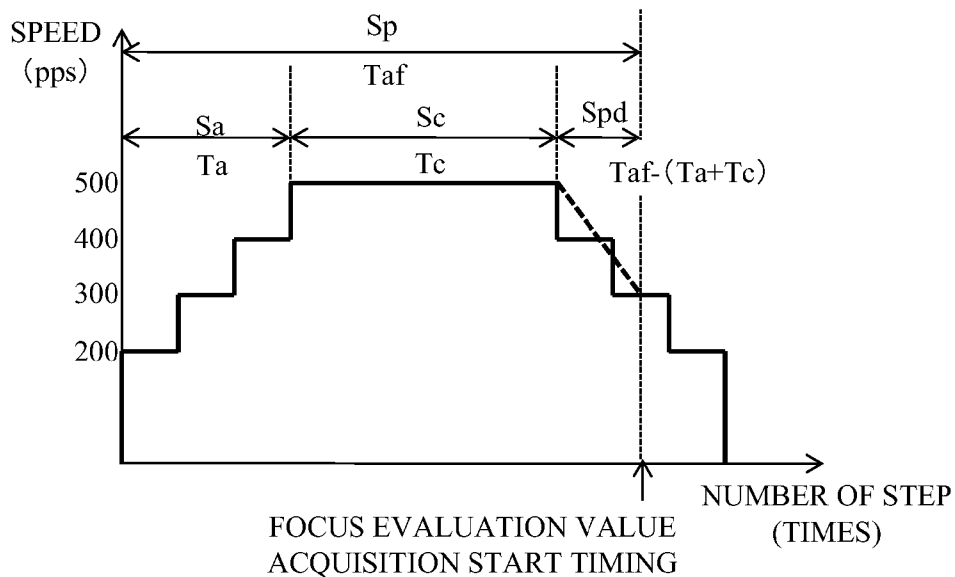 SPEED
(pps)
Sp
Taf
Sa
Sc
Spd
Ta
Tc
Taf-(Ta+Tc)
500
400
300
200
NUMBER OF STEP
(TIMES)
FOCUS EVALUATION VALUE
ACQUISITION START TIMING